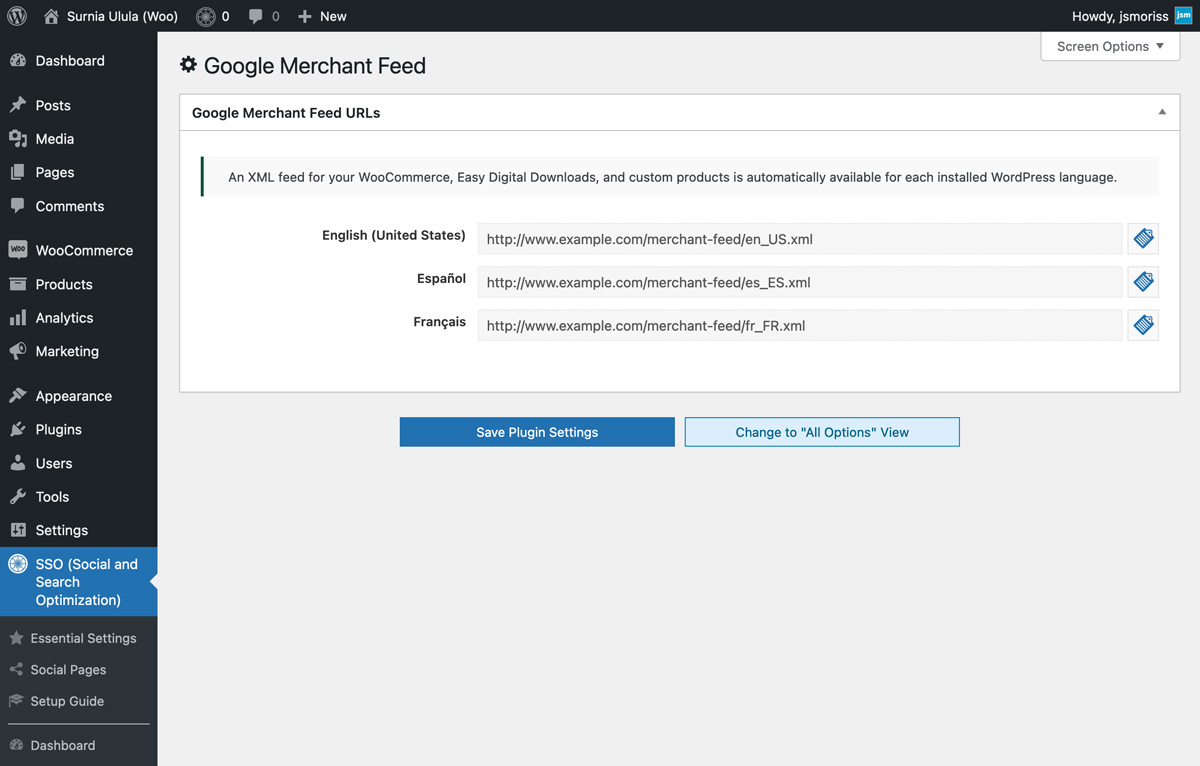 Surnia Ulula (Woo) 0 0 New
Howdy, jsmoriss jsm
Screen Options
Dashboard
Posts
Media
Pages
Comments
WOO WooCommerce
Products
Analytics
Marketing
Appearance
Plugins
Users
Tools
Settings
SSO (Social and
Search
Optimization)
Essential Settings
Social Pages
Setup Guide
Dashboard
Google Merchant Feed
Google Merchant Feed URLs
An XML feed for your WooCommerce, Easy Digital Downloads, and custom products is automatically available for each installed WordPress language.
English (United States) http://www.example.com/merchant-feed/en_US.xml
Español http://www.example.com/merchant-feed/es_ES.xml
Français http://www.example.com/merchant-feed/fr_FR.xml
Save Plugin Settings
Change to "All Options" View